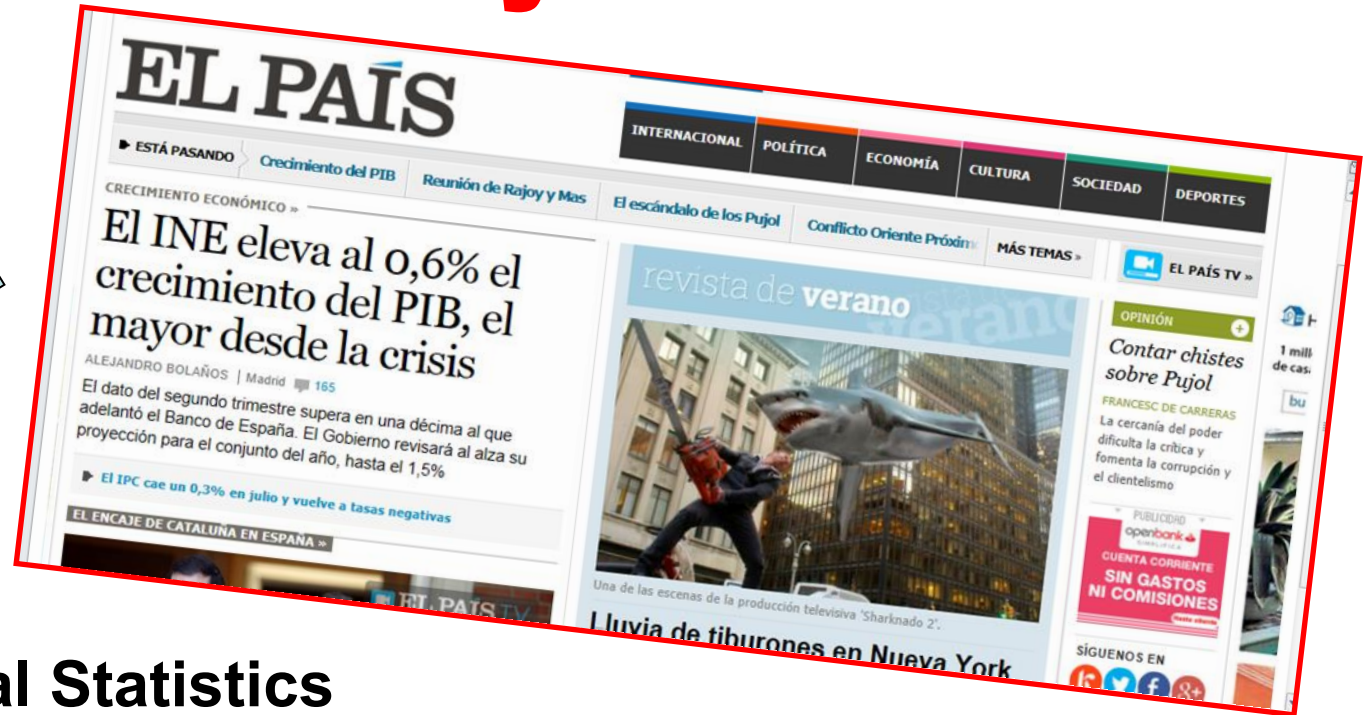 EL PAÍS
INTERNACIONAL POLÍTICA ECONOMÍA CULTURA SOCIEDAD DEPORTES
ESTÁ PASANDO Crecimiento del PIB Reunión de Rajoy y Mas El escándalo de los Pujol Conflicto Oriente Próxim MÁS TEMAS » EL PAÍS TV »
CRECIMIENTO ECONÓMICO »
El INE eleva al 0,6% el
crecimiento del PIB, el
mayor desde la crisis
ALEJANDRO BOLAÑOS | Madrid 165
El dato del segundo trimestre supera en una décima al que
adelantó el Banco de España. El Gobierno revisará al alza su
proyección para el conjunto del año, hasta el 1,5%
El IPC cae un 0,3% en julio y vuelve a tasas negativas
EL ENCAJE DE CATALUÑA EN ESPAÑA »
EL PAIS TV
revista de verano
verano
Una de las escenas de la producción televisiva 'Sharknado 2'.
Lluvia de tiburones en Nueva York
OPINIÓN
Contar chistes
sobre Pujol
FRANCESC DE CARRERAS
La cercanía del poder
dificulta la crítica y
fomenta la corrupción y
el clientelismo
PUBLICIDAD
openbank
SIMPLIFICA
CUENTA CORRIENTE
SIN GASTOS
NI COMISIONES
SÍGUENOS EN
1 mill
de cas
bu
al Statistics